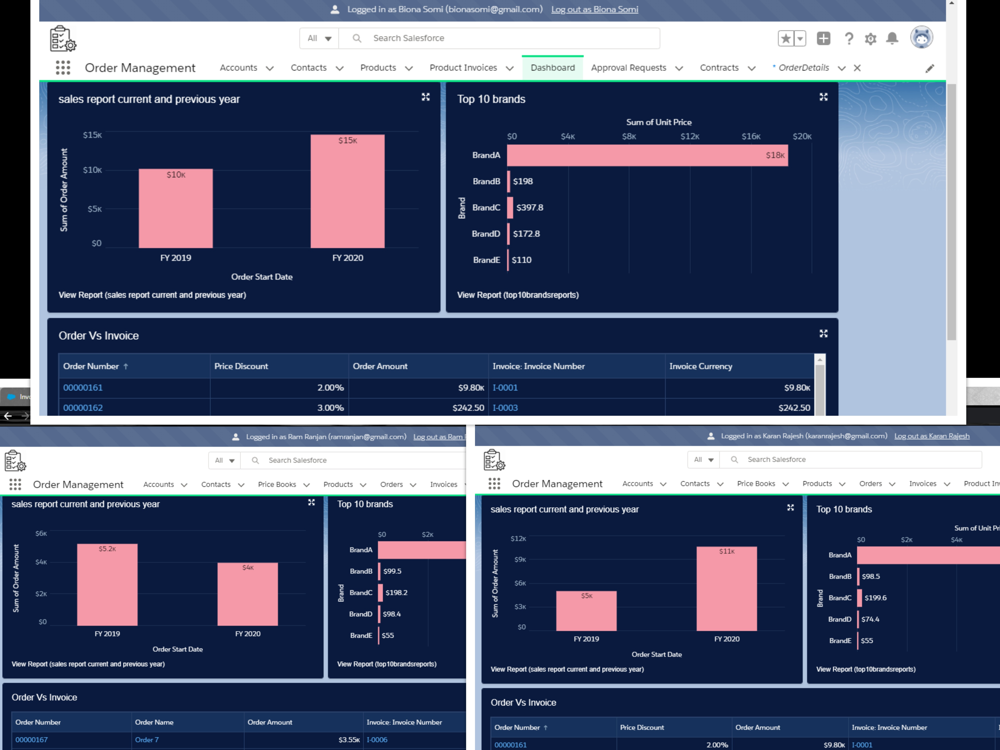 Logged in as Biona Somi (bionasomi@gmail.com) Log out as Biona Somi
All Search Salesforce
Order Management Accounts Contacts Products Product Invoices Dashboard Approval Requests Contracts * OrderDetails
sales report current and previous year
Sum of Order Amount
$15K
$10K
$5K
$0
$10K
$15K
FY 2019 FY 2020
Order Start Date
View Report (sales report current and previous year)
Top 10 brands
Sum of Unit Price
$0 $4K $8K $12K $16K $20K
Brand
BrandA $18K
BrandB $198
BrandC $397.8
BrandD $172.8
BrandE $110
View Report (top10brandsreports)
Order Vs Invoice
Order Number Price Discount Order Amount Invoice: Invoice Number Invoice Currency
00000161 2.00% $9.80K I-0001 $9.80K
00000162 3.00% $242.50 I-0003 $242.50
Logged in as Ram Ranjan (ramranjan@gmail.com) Log out as Ram
All Search Salesforce
Order Management Accounts Contacts Price Books Products Orders Invoices
sales report current and previous year
Sum of Order Amount
$6K
$4K
$2K
$0
$5.2K
$4K
FY 2019 FY 2020
Order Start Date
View Report (sales report current and previous year)
Top 10 brands
$0 $2K
Brand
BrandA
BrandB $99.5
BrandC $198.2
BrandD $98.4
BrandE $55
View Report (top10brandsreports)
Order Vs Invoice
Order Number Order Name Order Amount Invoice: Invoice Number
00000167 Order 7 $3.55K I-0006
Logged in as Karan Rajesh (karanrajesh@gmail.com) Log out as Karan Rajesh
All Search Salesforce
Order Management Accounts Contacts Price Books Products Orders Invoices Product
sales report current and previous year
Sum of Order Amount
$12K
$9K
$6K
$3K
$0
$5K
$11K
FY 2019 FY 2020
Order Start Date
View Report (sales report current and previous year)
Top 10 brands
Sum of Unit
$0 $2K $4K
Brand
BrandA
BrandB $98.5
BrandC $199.6
BrandD $74.4
BrandE $55
View Report (top10brandsreports)
Order Vs Invoice
Order Number Price Discount Order Amount Invoice: Invoice Number
00000161 2.00% $9.80K I-0001